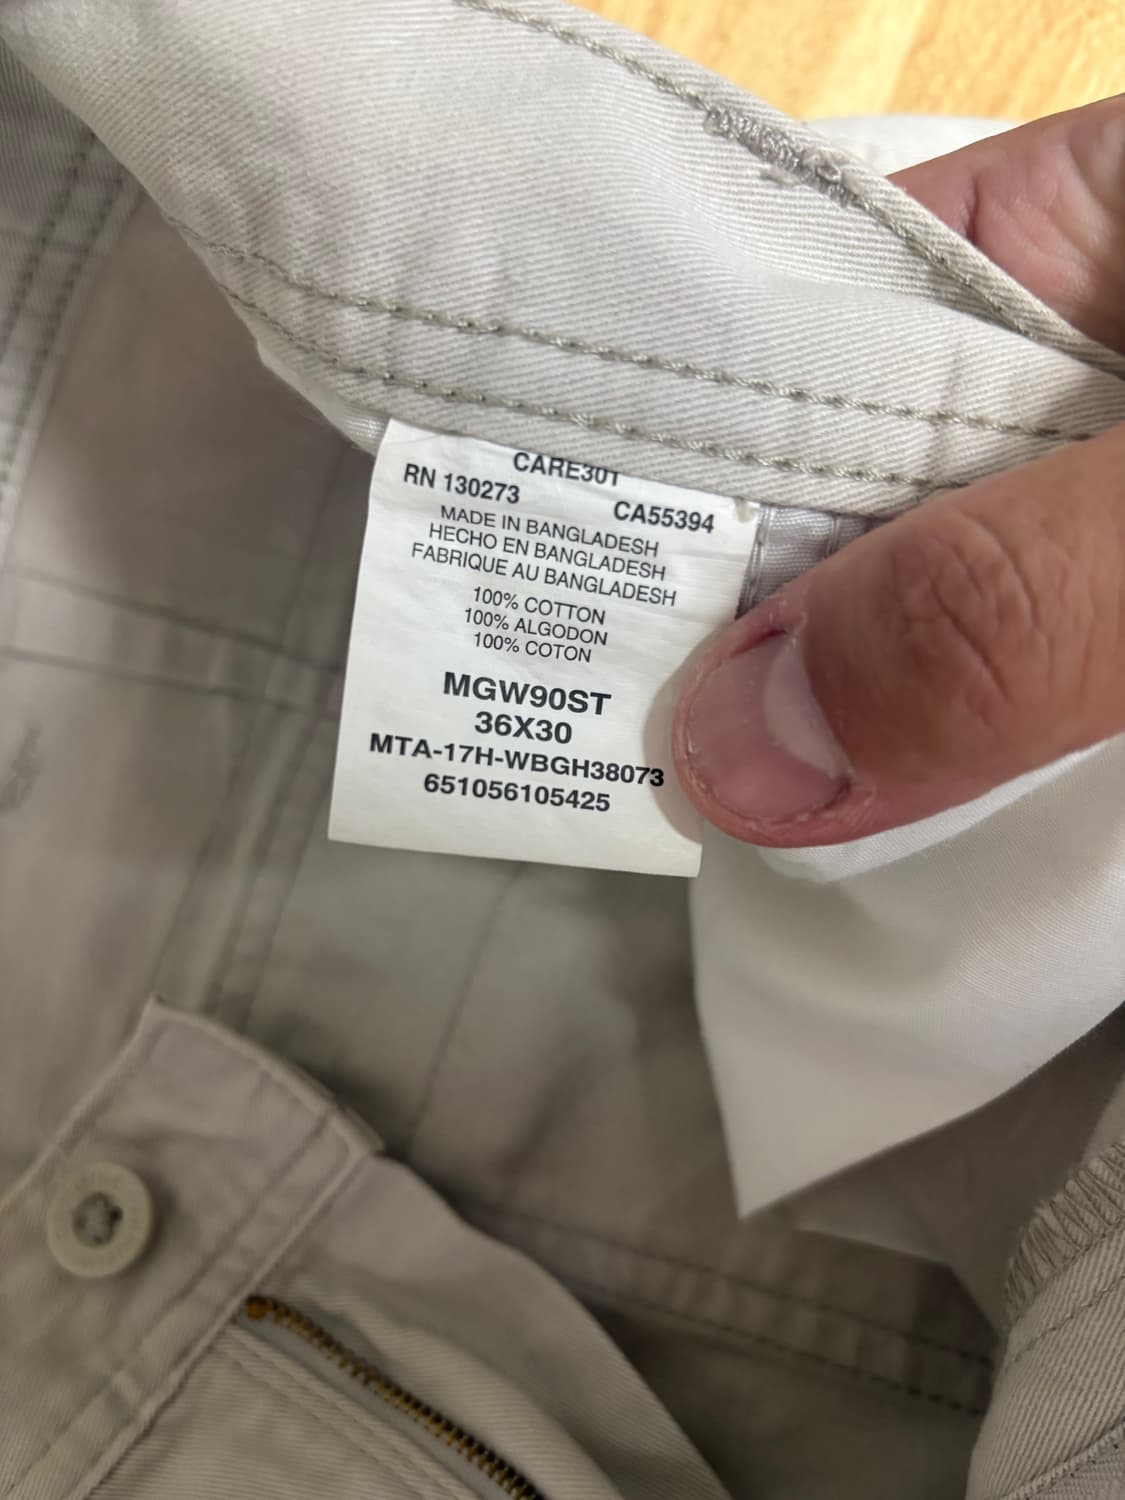 CARE301
RN 130273 CA55394
MADE IN BANGLADESH
HECHO EN BANGLADESH
FABRIQUE AU BANGLADESH
100% COTTON
100% ALGODON
100% COTON
MGW90ST
36X30
MTA-17H-WBGH38073
651056105425